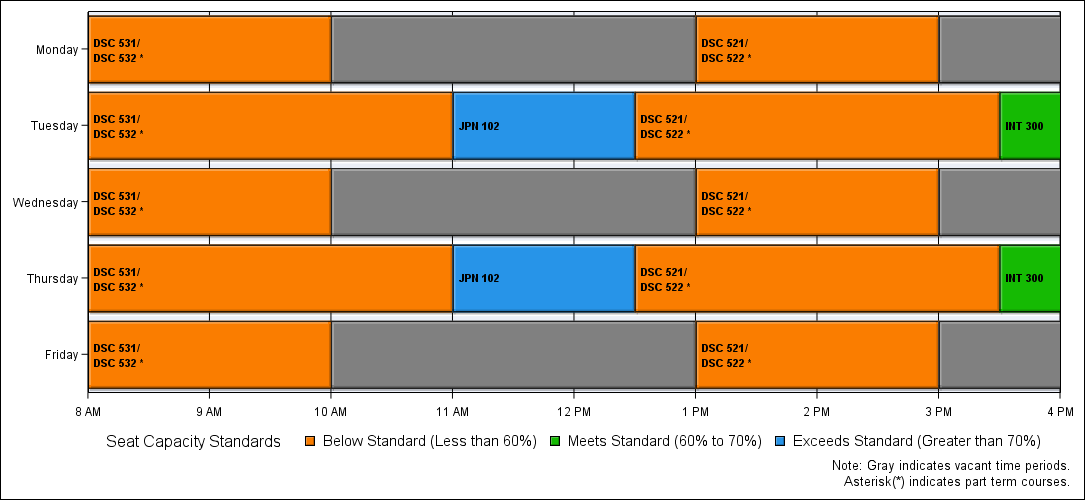 Monday
DSC 531/
DSC 532 *
DSC 521/
DSC 522 *
Tuesday
DSC 531/
DSC 532 *
JPN 102
DSC 521/
DSC 522 *
INT 300
Wednesday
DSC 531/
DSC 532 *
DSC 521/
DSC 522 *
Thursday
DSC 531/
DSC 532 *
JPN 102
DSC 521/
DSC 522 *
INT 300
Friday
DSC 531/
DSC 532 *
DSC 521/
DSC 522 *
8 AM 9 AM 10 AM 11 AM 12 PM 1 PM 2 PM 3 PM 4 PM
Seat Capacity Standards Below Standard (Less than 60%) Meets Standard (60% to 70%) Exceeds Standard (Greater than 70%)
Note: Gray indicates vacant time periods.
Asterisk(*) indicates part term courses.